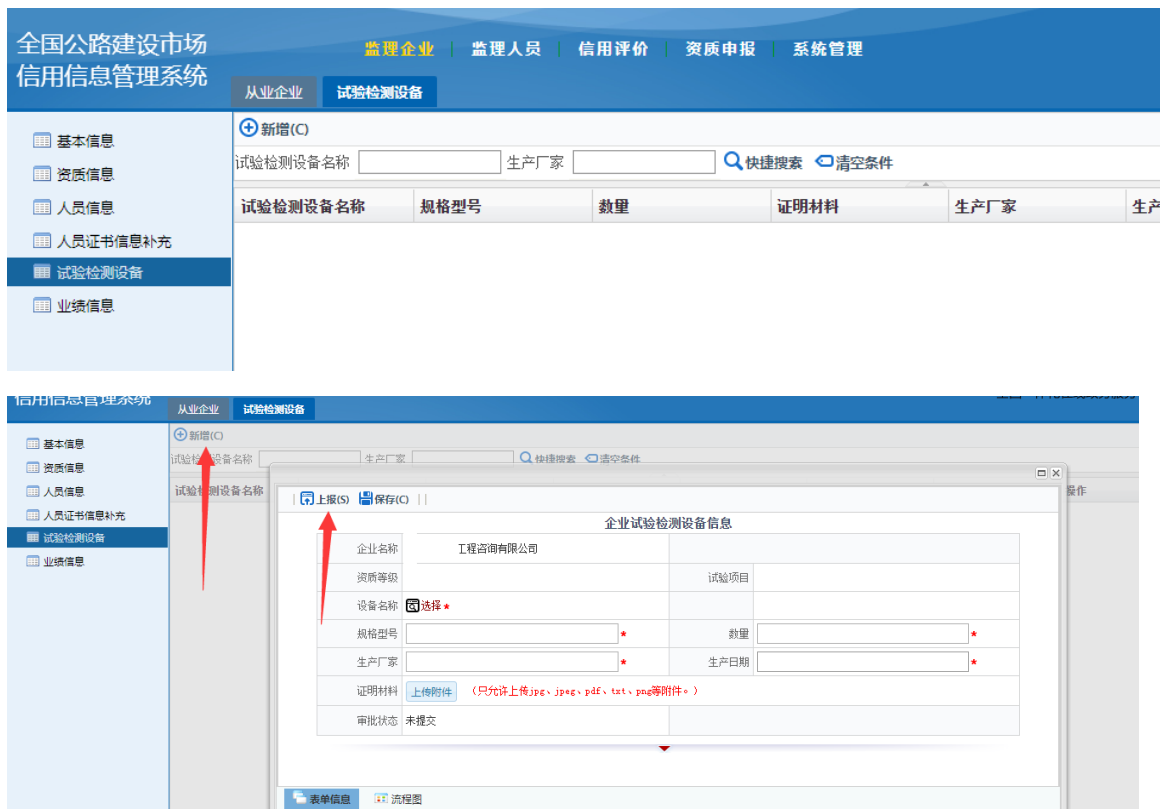 全国公路建设市场
信用信息管理系统
监理企业 监理人员 信用评价 资质申报 系统管理
从业企业 试验检测设备
基本信息
资质信息
人员信息
人员证书信息补充
试验检测设备
业绩信息
新增(C)
试验检测设备名称 生产厂家 快捷搜索 清空条件
试验检测设备名称 规格型号 数量 证明材料 生产厂家 生产
信用信息管理系统
从业企业 试验检测设备
基本信息
资质信息
人员信息
人员证书信息补充
试验检测设备
业绩信息
新增(C)
试验检测设备名称 生产厂家 快捷搜索 清空条件
试验检测设备名称 操作
上报(S) 保存(C)
企业试验检测设备信息
企业名称 工程咨询有限公司
资质等级 试验项目
设备名称 选择*
规格型号 * 数量 *
生产厂家 * 生产日期 *
证明材料 上传附件 (只允许上传jpg、jpeg、pdf、txt、png等附件。)
审批状态 未提交
表单信息 流程图